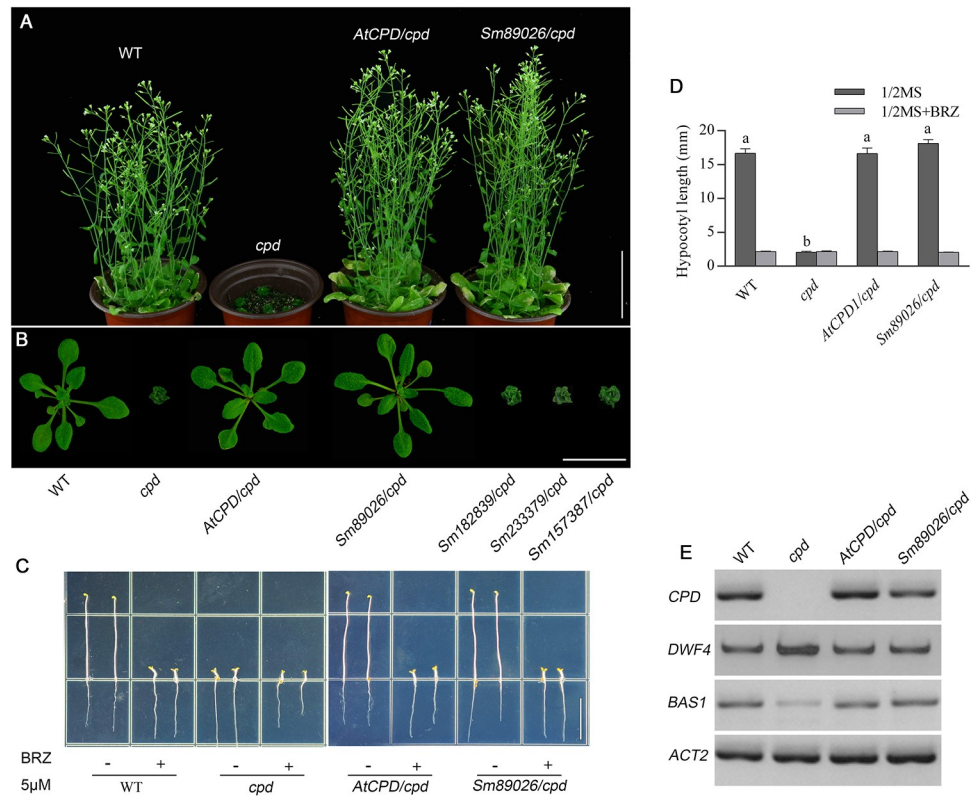 A
WT
cpd
AtCPD/cpd
Sm89026/cpd
B
WT
cpd
AtCPD/cpd
Sm89026/cpd
Sm182839/cpd
Sm233379/cpd
Sm157387/cpd
C
BRZ - + - + - + - +
5μM WT cpd AtCPD/cpd Sm89026/cpd
D
1/2MS
1/2MS+BRZ
Hypocotyl length (mm)
20
15
10
5
0
a
b
a
a
WT
cpd
AtCPD1/cpd
Sm89026/cpd
E
WT
cpd
AtCPD/cpd
Sm89026/cpd
CPD
DWF4
BAS1
ACT2